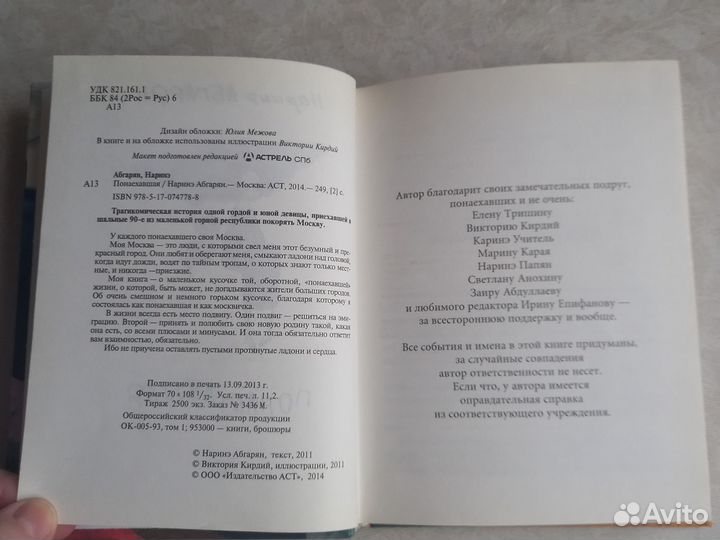 УДК 821.161.1
ББК 84 (2Рос = Рус) 6
А13
Дизайн обложки: Юлия Межова
В книге и на обложке использованы иллюстрации Виктории Кирдий
Макет подготовлен редакцией АСТРЕЛЬ СПб
Абгарян, Наринэ
А13 Понаехавшая / Наринэ Абгарян.— Москва: АСТ, 2014.— 249, [2] с.
ISBN 978-5-17-074778-8
Трагикомическая история одной гордой и юной девицы, приехавшей в
шальные 90-е из маленькой горной республики покорять Москву.
У каждого понаехавшего своя Москва.
Моя Москва — это люди, с которыми свел меня этот безумный и пре-
красный город. Они любят и оберегают меня, смыкают ладони над головой,
когда идут дожди, водят по тайным тропам, о которых знают только мест-
ные, и никогда —приезжие.
Моя книга — о маленьком кусочке той, оборотной, «понаехавшей»
жизни, о которой, быть может, не догадываются жители больших городов.
Об очень смешном и немного горьком кусочке, благодаря которому я
состоялась как понаехавшая и как москвичка.
В жизни всегда есть место подвигу. Один подвиг — решиться на эми-
грацию. Второй — принять и полюбить свою новую родину такой, какая
она есть, со всеми плюсами и минусами. И она тогда обязательно ответит
вам взаимностью, обязательно.
Ибо не приучена оставлять пустыми протянутые ладони и сердца.
Подписано в печать 13.09.2013 г.
Формат 70 × 108 1/32. Усл. печ. л. 11,2.
Тираж 2500 экз. Заказ № 3436М.
Общероссийский классификатор продукции
ОК-005-93, том 1; 953000 — книги, брошюры
© Наринэ Абгарян, текст, 2011
© Виктория Кирдий, иллюстрации, 2011
© ООО «Издательство АСТ», 2014
Автор благодарит своих замечательных подруг,
понаехавших и не очень:
Елену Тришину
Викторию Кирдий
Каринэ Учитель
Марину Карая
Наринэ Папян
Светлану Анохину
Заиру Абдуллаеву
и любимого редактора Ирину Епифанову —
за всестороннюю поддержку и вообще.
Все события и имена в этой книге придуманы,
за случайные совпадения
автор ответственности не несет.
Если что, у автора имеется
оправдательная справка
из соответствующего учреждения.
Avito